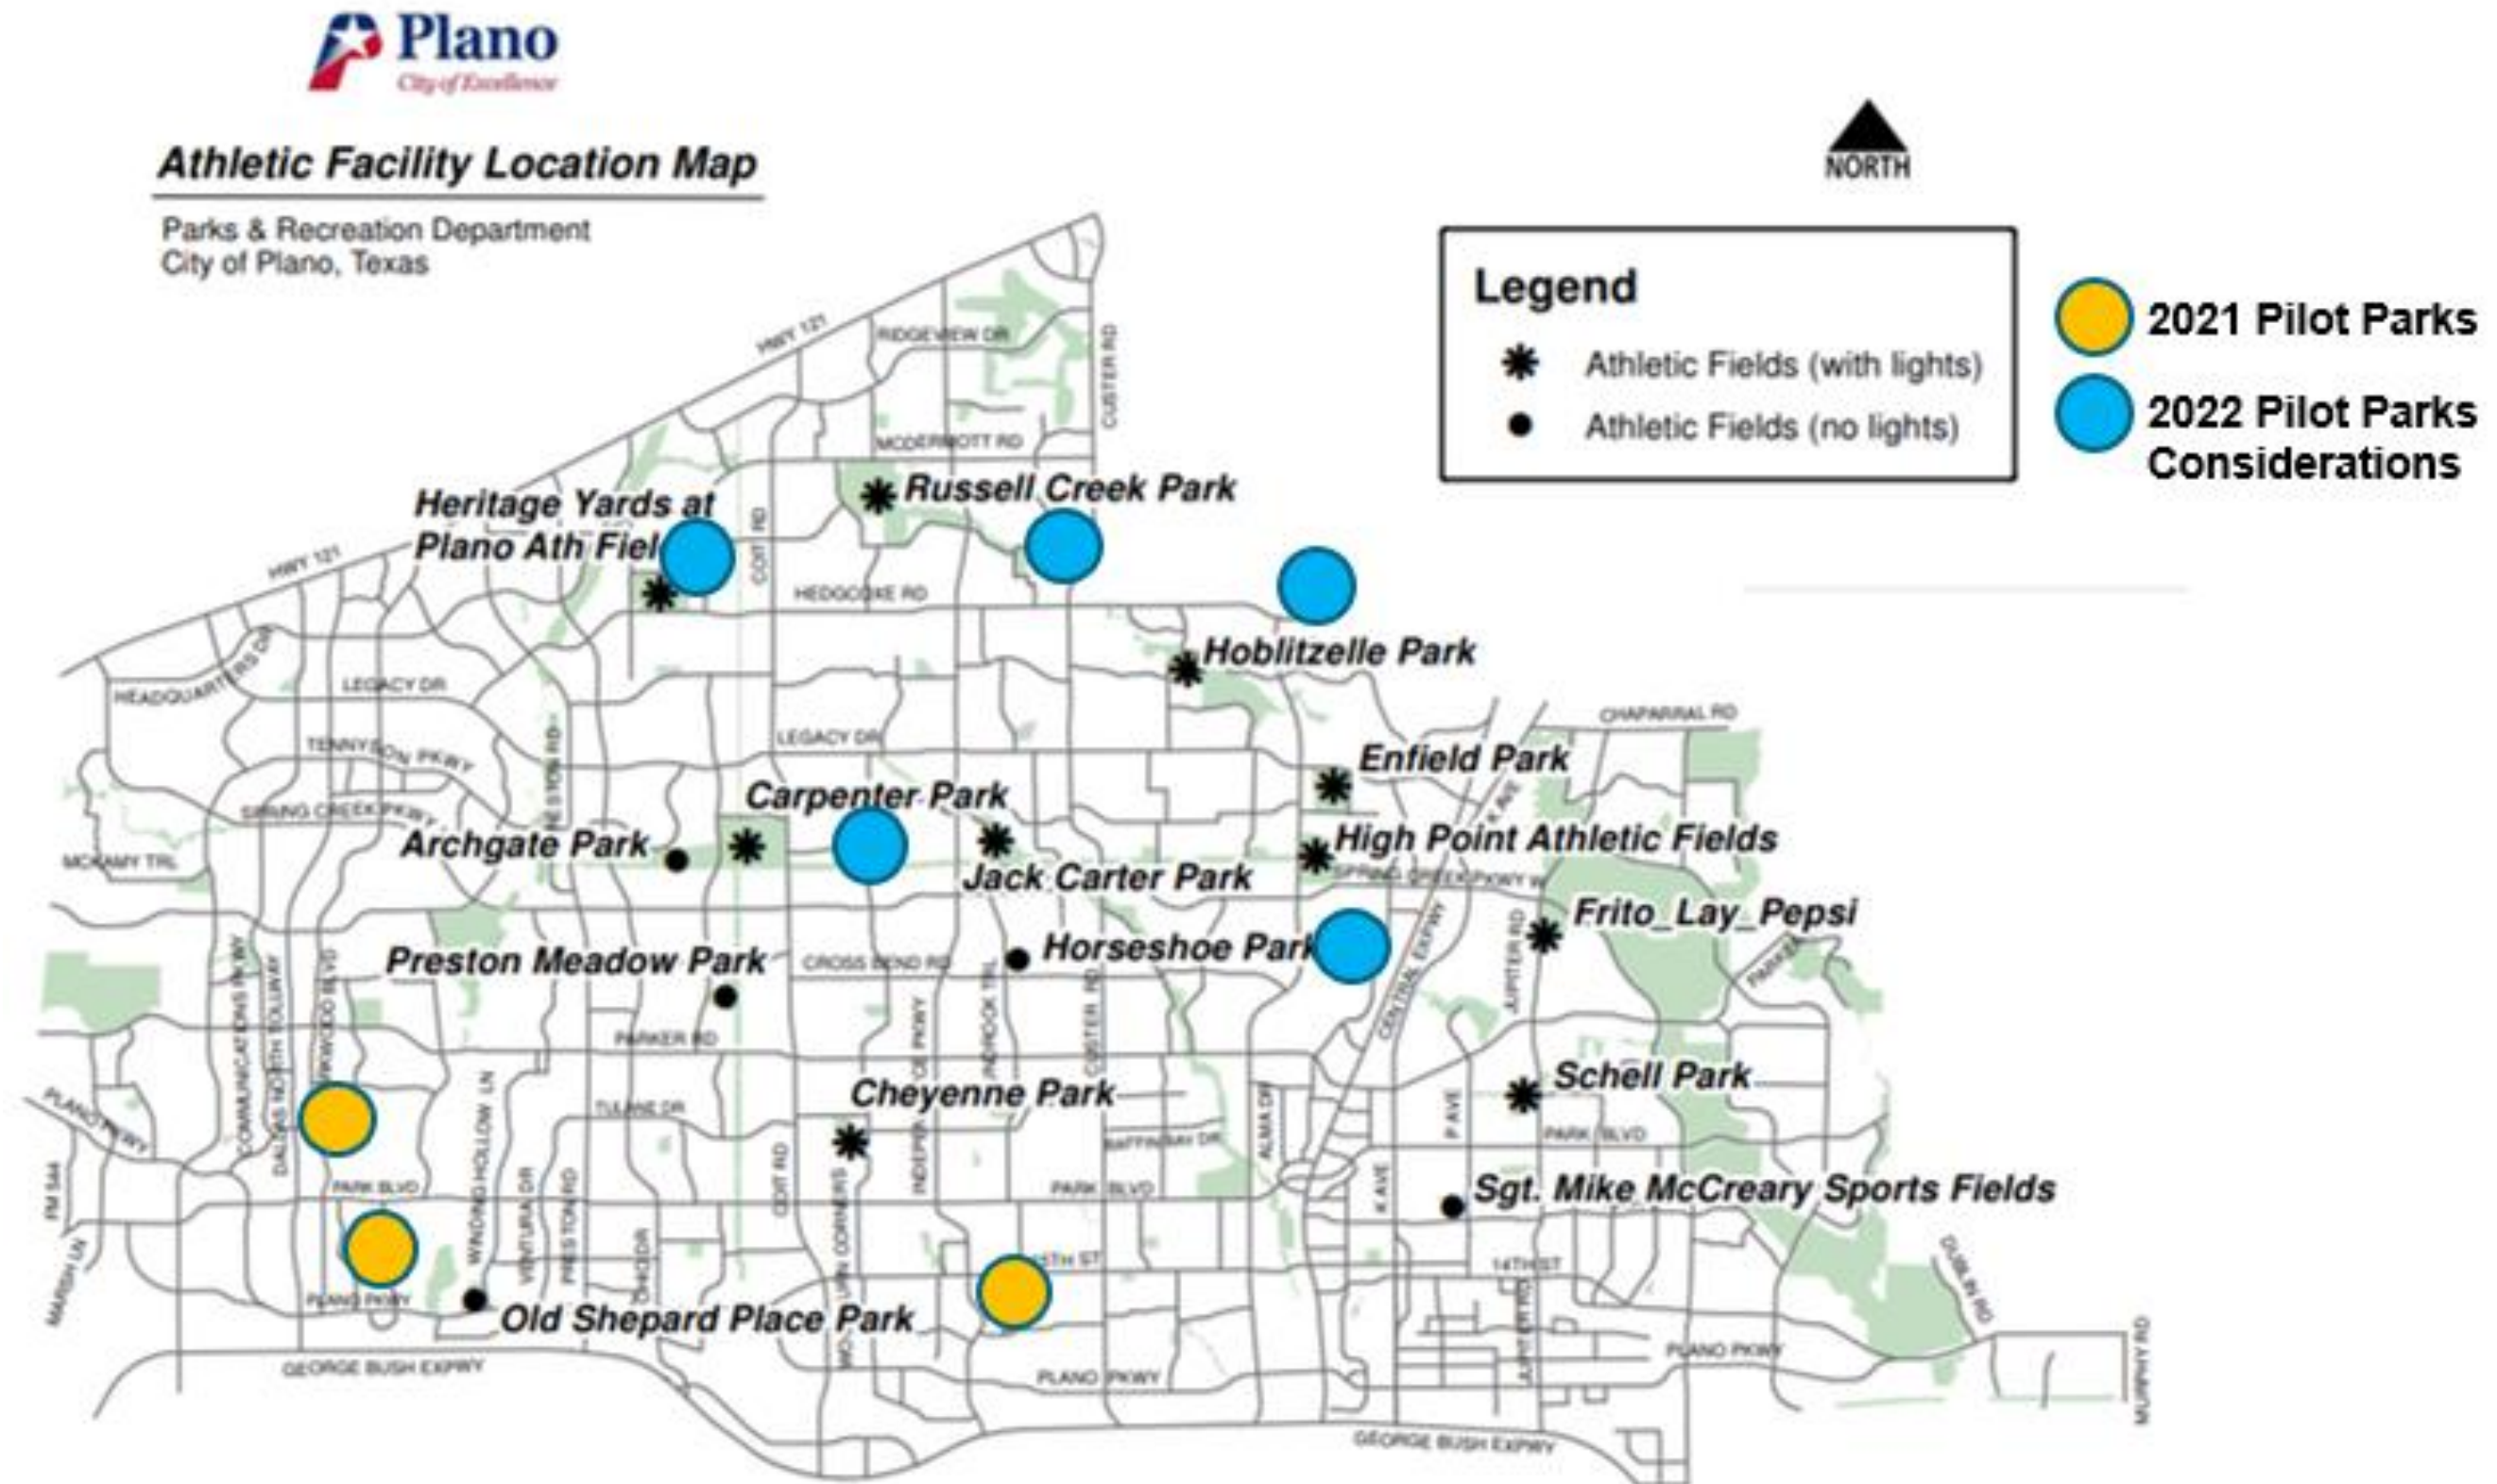 Plano
City of Excellence
Athletic Facility Location Map
Parks & Recreation Department
City of Plano, Texas
NORTH
Legend
Athletic Fields (with lights)
Athletic Fields (no lights)
2021 Pilot Parks
2022 Pilot Parks
Considerations
HWY 121
RIDGEVIEW DR
CUSTER RD
MCDERMOTT RD
Heritage Yards at
Plano Ath Fiel
Russell Creek Park
COIT RD
HWY 121
HEDGCOXE RD
HEADQUARTERS DR
LEGACY DR
Hoblitzelle Park
CHAPARRAL RD
TENNYSON PKWY
LEGACY DR
PRESTON RD
Enfield Park
K AVE
SPRING CREEK PKWY
Carpenter Park
Archgate Park
High Point Athletic Fields
MCKAMY TRL
Jack Carter Park
SPRING CREEK PKWY W
Frito_Lay_Pepsi
Preston Meadow Park
CROSS BEND RD
Horseshoe Park
CENTRAL EXPWY
JUPITER RD
COMMUNICATIONS PKWY
DALLAS NORTH TOLLWAY
PARKER RD
CUSTER RD
Cheyenne Park
Schell Park
PLANO PKWY
TULANE DR
ALMA DR
P AVE
PARK BLVD
FM 544
PARK BLVD
WINDING HOLLOW LN
VENTURA DR
PRESTON RD
COIT RD
PARK BLVD
K AVE
Sgt. Mike McCreary Sports Fields
MARSH LN
15TH ST
14TH ST
DUBLIN RD
PLANO PKWY
Old Shepard Place Park
JUPITER RD
GEORGE BUSH EXPWY
PLANO PKWY
PLANO PKWY
MURPHY RD
GEORGE BUSH EXPWY